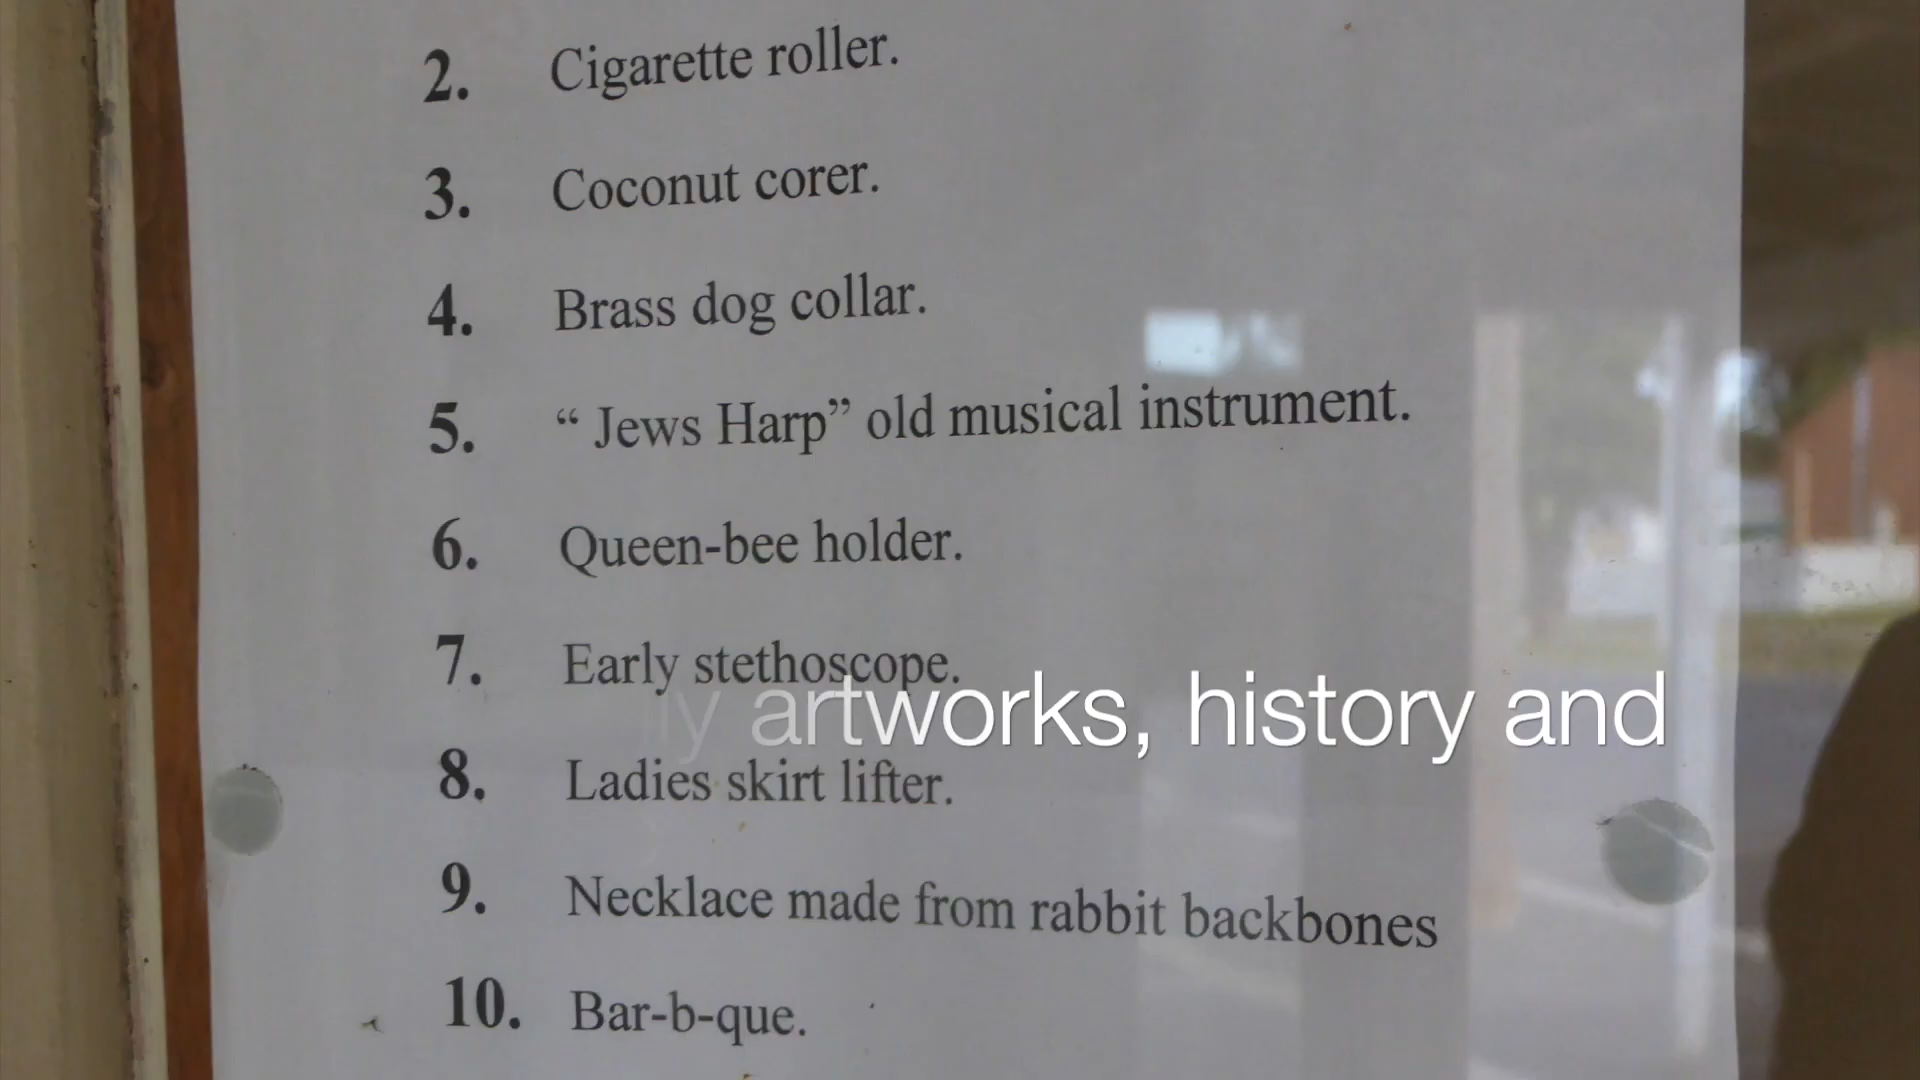 2. Cigarette roller.
3. Coconut corer.
4. Brass dog collar.
5. “ Jews Harp” old musical instrument.
6. Queen-bee holder.
7. Early stethoscope.
artworks, history and
8. Ladies skirt lifter.
9. Necklace made from rabbit backbones
10. Bar-b-que.